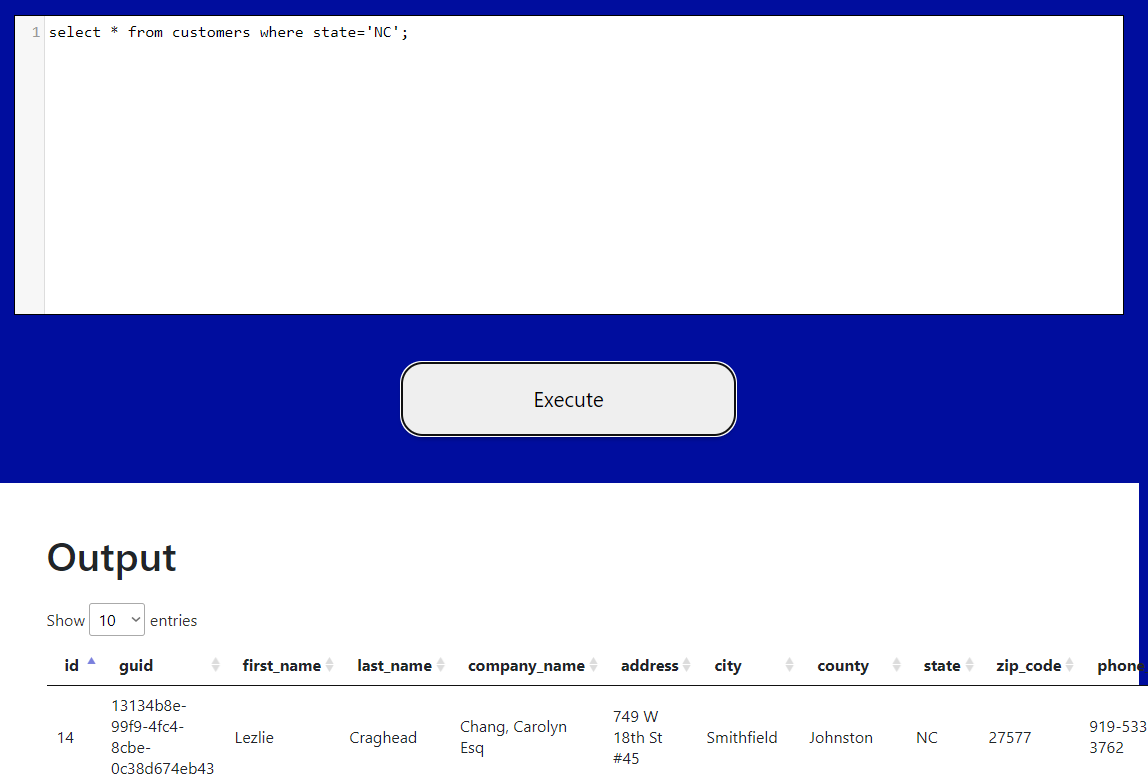 1 select * from customers where state='NC';
Execute
Output
Show 10 entries
id guid first_name last_name company_name address city county state zip_code phone
14 13134b8e-99f9-4fc4-8cbe-0c38d674eb43 Lezlie Craghead Chang, Carolyn Esq 749 W 18th St #45 Smithfield Johnston NC 27577 919-533 3762